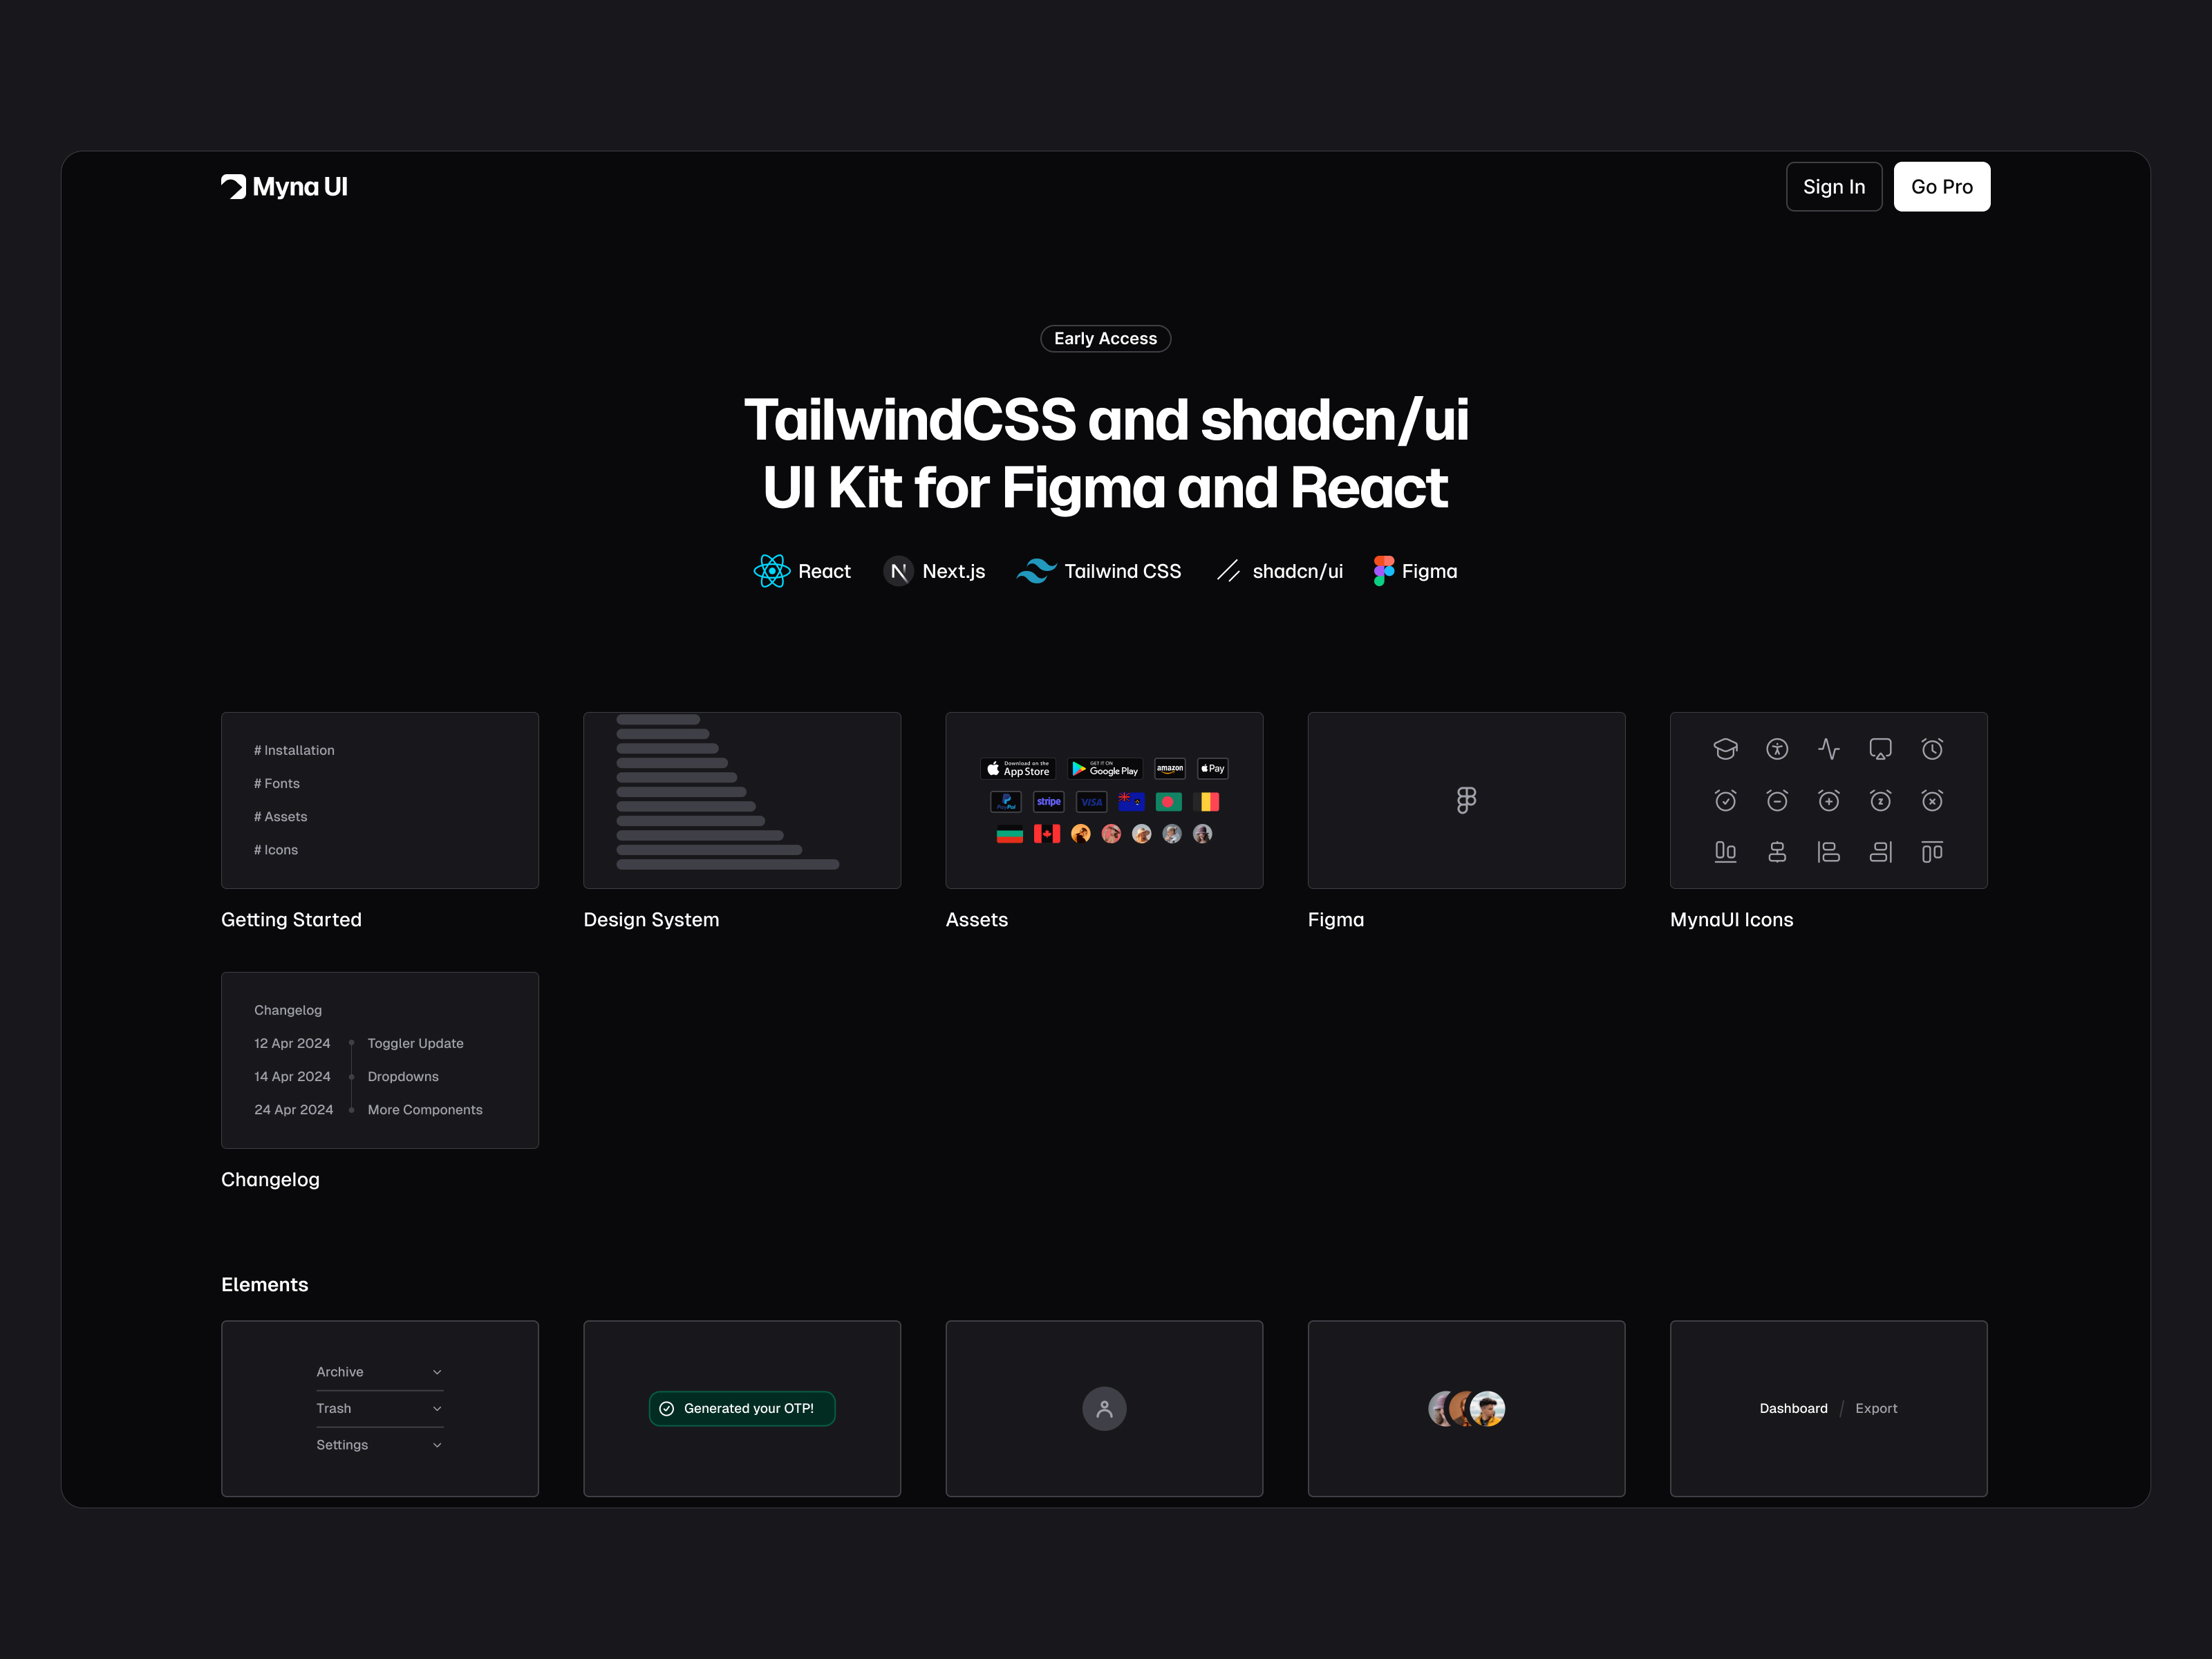 Myna UI
Sign In
Go Pro
Early Access
TailwindCSS and shadcn/ui
UI Kit for Figma and React
React
Next.js
Tailwind CSS
shadcn/ui
Figma
# Installation
# Fonts
# Assets
# Icons
Getting Started
Design System
Download on the
App Store
GET IT ON
Google Play
amazon
Pay
PayPal
stripe
VISA
Assets
Figma
MynaUI Icons
Changelog
12 Apr 2024
Toggler Update
14 Apr 2024
Dropdowns
24 Apr 2024
More Components
Changelog
Elements
Archive
Trash
Settings
Generated your OTP!
Dashboard / Export